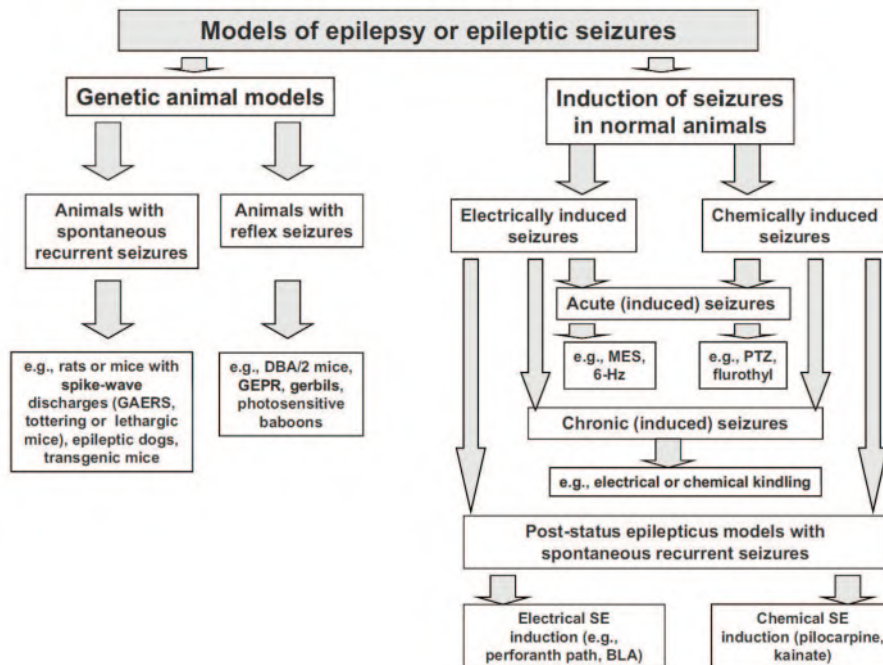 Models of epilepsy or epileptic seizures
Genetic animal models
Induction of seizures
in normal animals
Animals with
spontaneous
recurrent seizures
Animals with
reflex seizures
Electrically induced
seizures
Chemically induced
seizures
Acute (induced) seizures
e.g., rats or mice with
spike-wave
discharges (GAERS,
tottering or lethargic
mice), epileptic dogs,
transgenic mice
e.g., DBA/2 mice,
GEPR, gerbils,
photosensitive
baboons
e.g., MES,
6-Hz
e.g., PTZ,
flurothyl
Chronic (induced) seizures
e.g., electrical or chemical kindling
Post-status epilepticus models with
spontaneous recurrent seizures
Electrical SE
induction (e.g.,
perforanth path, BLA)
Chemical SE
induction (pilocarpine,
kainate)